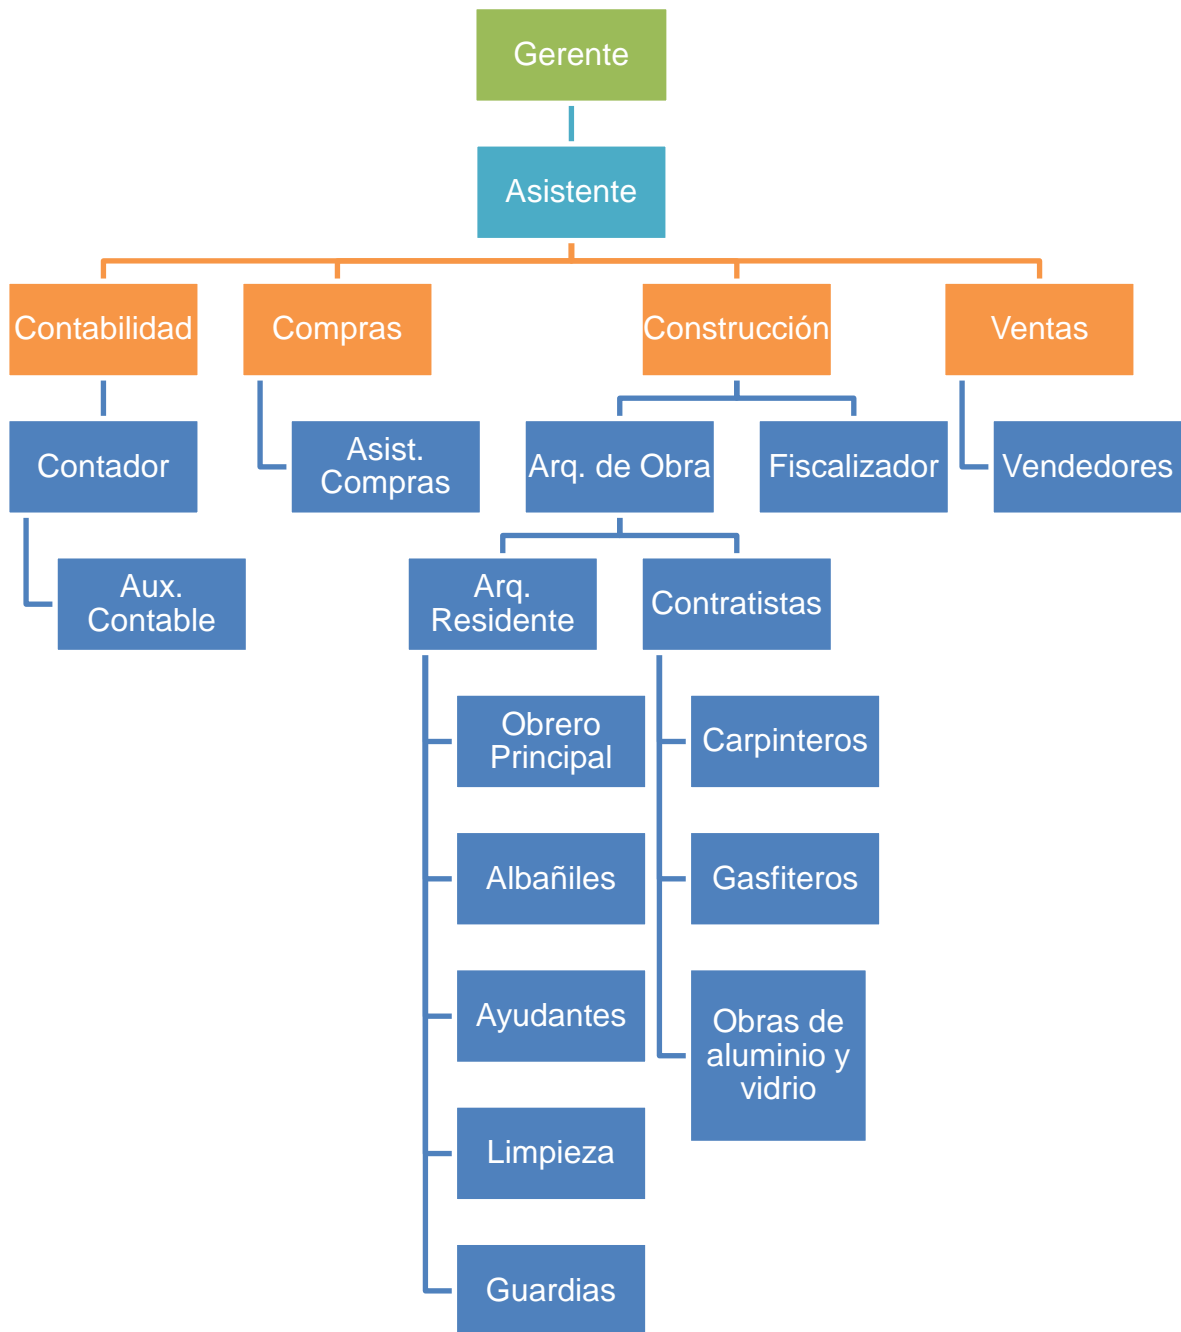 Gerente
Asistente
Contabilidad
Compras
Construcción
Ventas
Contador
Asist.
Compras
Arq. de Obra
Fiscalizador
Vendedores
Aux.
Contable
Arq.
Residente
Contratistas
Obrero
Principal
Carpinteros
Albañiles
Gasfiteros
Ayudantes
Obras de
aluminio y
vidrio
Limpieza
Guardias